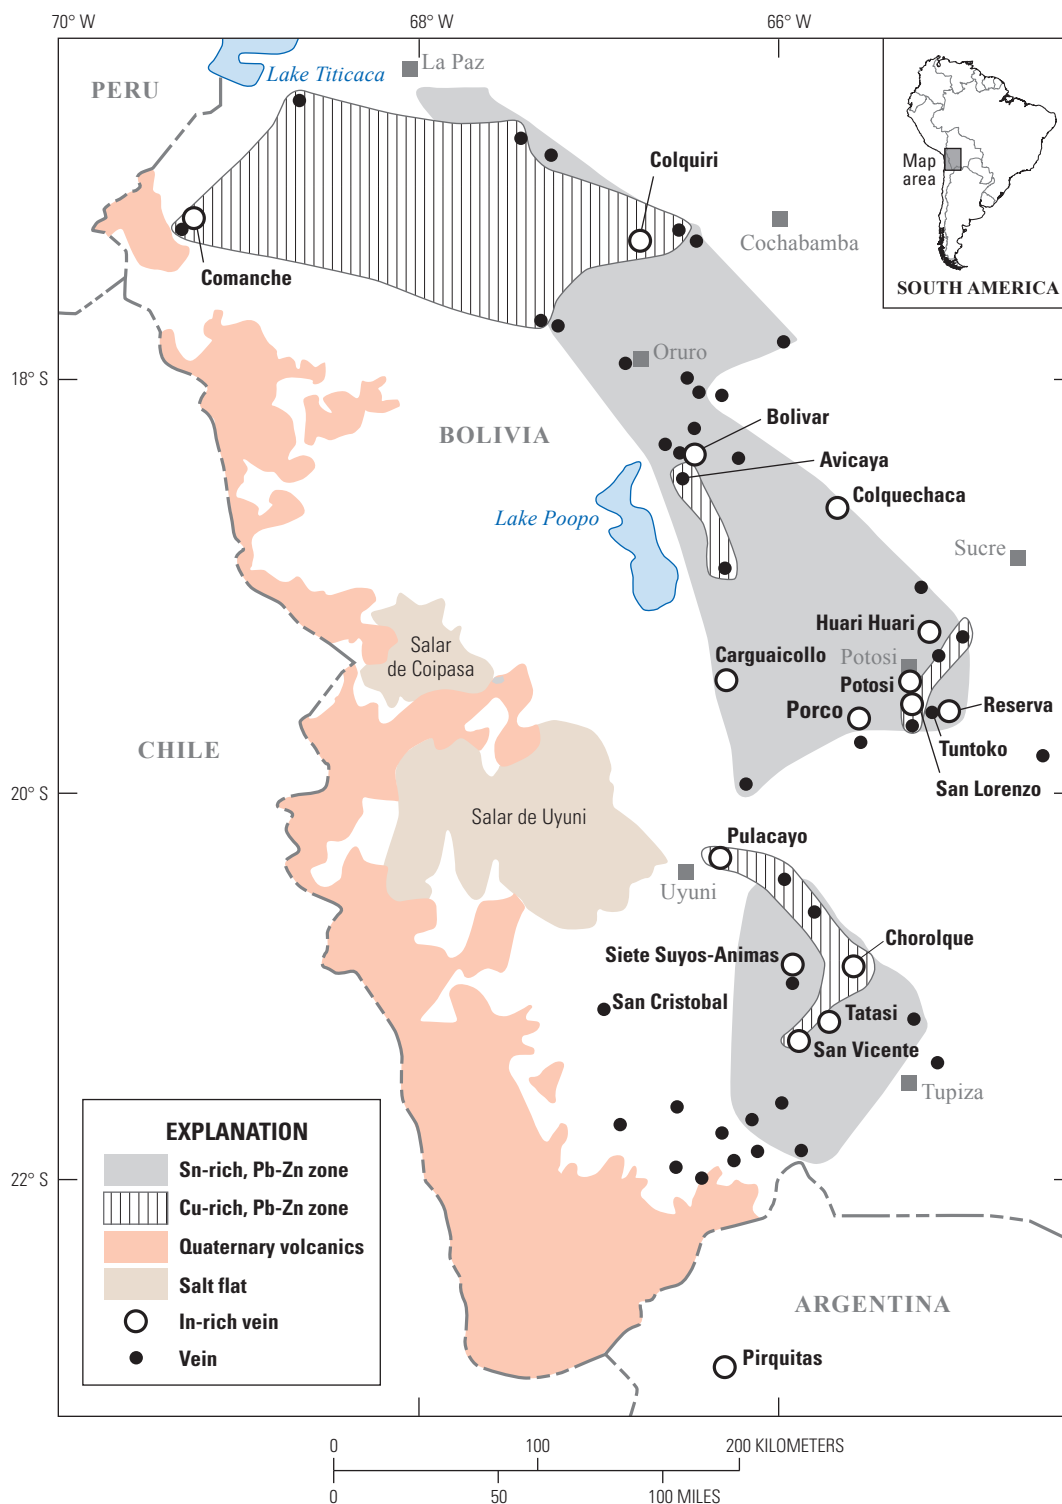 70° W
68° W
66° W
PERU
Lake Titicaca
La Paz
Map
area
SOUTH AMERICA
Colquiri
Cochabamba
Comanche
Oruro
18° S
BOLIVIA
Bolivar
Avicaya
Colquechaca
Lake Poopo
Sucre
Salar
de Coipasa
Huari Huari
Carguaicollo
Potosi
Potosi
Porco
Reserva
CHILE
Tuntoko
San Lorenzo
20° S
Salar de Uyuni
Pulacayo
Uyuni
Chorolque
Siete Suyos-Animas
San Cristobal
Tatasi
San Vicente
Tupiza
EXPLANATION
Sn-rich, Pb-Zn zone
22° S
Cu-rich, Pb-Zn zone
Quaternary volcanics
Salt flat
In-rich vein
Vein
ARGENTINA
Pirquitas
0 100 200 KILOMETERS
0 50 100 MILES